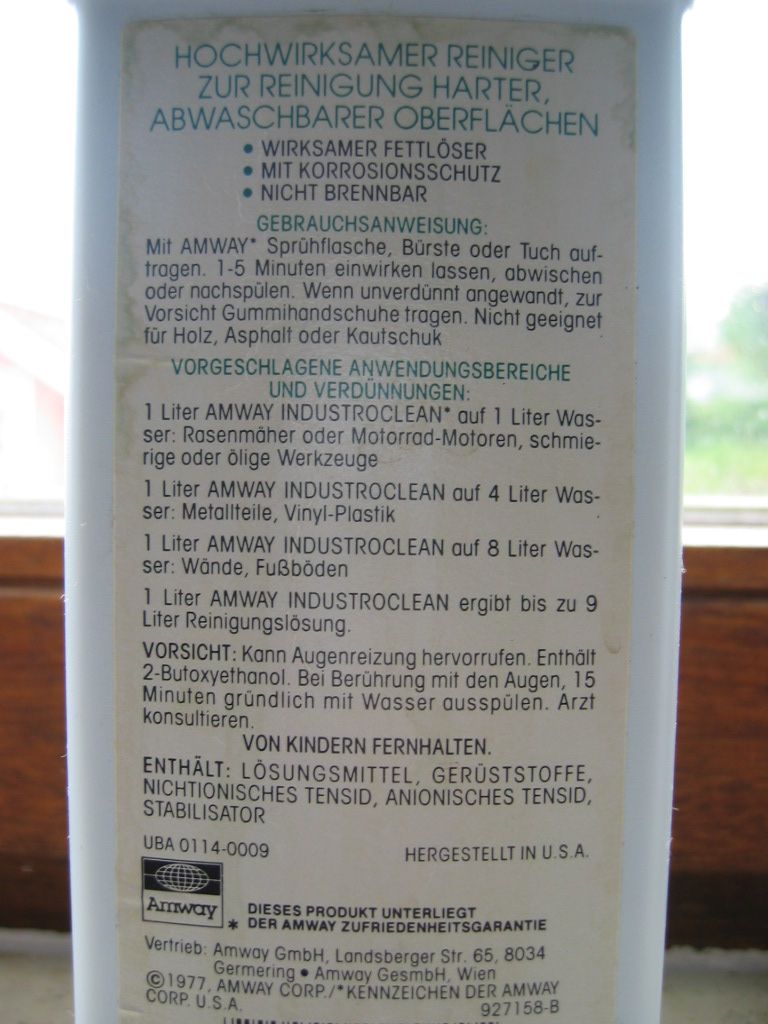 HOCHWIRKSAMER REINIGER
ZUR REINIGUNG HARTER,
ABWASCHBARER OBERFLÄCHEN
• WIRKSAMER FETTLÖSER
• MIT KORROSIONSSCHUTZ
• NICHT BRENNBAR
GEBRAUCHSANWEISUNG:
Mit AMWAY* Sprühflasche, Bürste oder Tuch auf-
tragen. 1-5 Minuten einwirken lassen, abwischen
oder nachspülen. Wenn unverdünnt angewandt, zur
Vorsicht Gummihandschuhe tragen. Nicht geeignet
für Holz, Asphalt oder Kautschuk
VORGESCHLAGENE ANWENDUNGSBEREICHE
UND VERDÜNNUNGEN:
1 Liter AMWAY INDUSTROCLEAN* auf 1 Liter Was-
ser: Rasenmäher oder Motorrad-Motoren, schmie-
rige oder ölige Werkzeuge
1 Liter AMWAY INDUSTROCLEAN auf 4 Liter Was-
ser: Metallteile, Vinyl-Plastik
1 Liter AMWAY INDUSTROCLEAN auf 8 Liter Was-
ser: Wände, Fußböden
1 Liter AMWAY INDUSTROCLEAN ergibt bis zu 9
Liter Reinigungslösung.
VORSICHT: Kann Augenreizung hervorrufen. Enthält
2-Butoxyethanol. Bei Berührung mit den Augen, 15
Minuten gründlich mit Wasser ausspülen. Arzt
konsultieren.
VON KINDERN FERNHALTEN.
ENTHÄLT: LÖSUNGSMITTEL, GERÜSTSTOFFE,
NICHTIONISCHES TENSID, ANIONISCHES TENSID,
STABILISATOR
UBA 0114-0009 HERGESTELLT IN U.S.A.
Amway
* DIESES PRODUKT UNTERLIEGT
DER AMWAY ZUFRIEDENHEITSGARANTIE
Vertrieb: Amway GmbH, Landsberger Str. 65, 8034
Germering • Amway GesmbH, Wien
©1977, AMWAY CORP./*KENNZEICHEN DER AMWAY
CORP. U.S.A. 927158-B